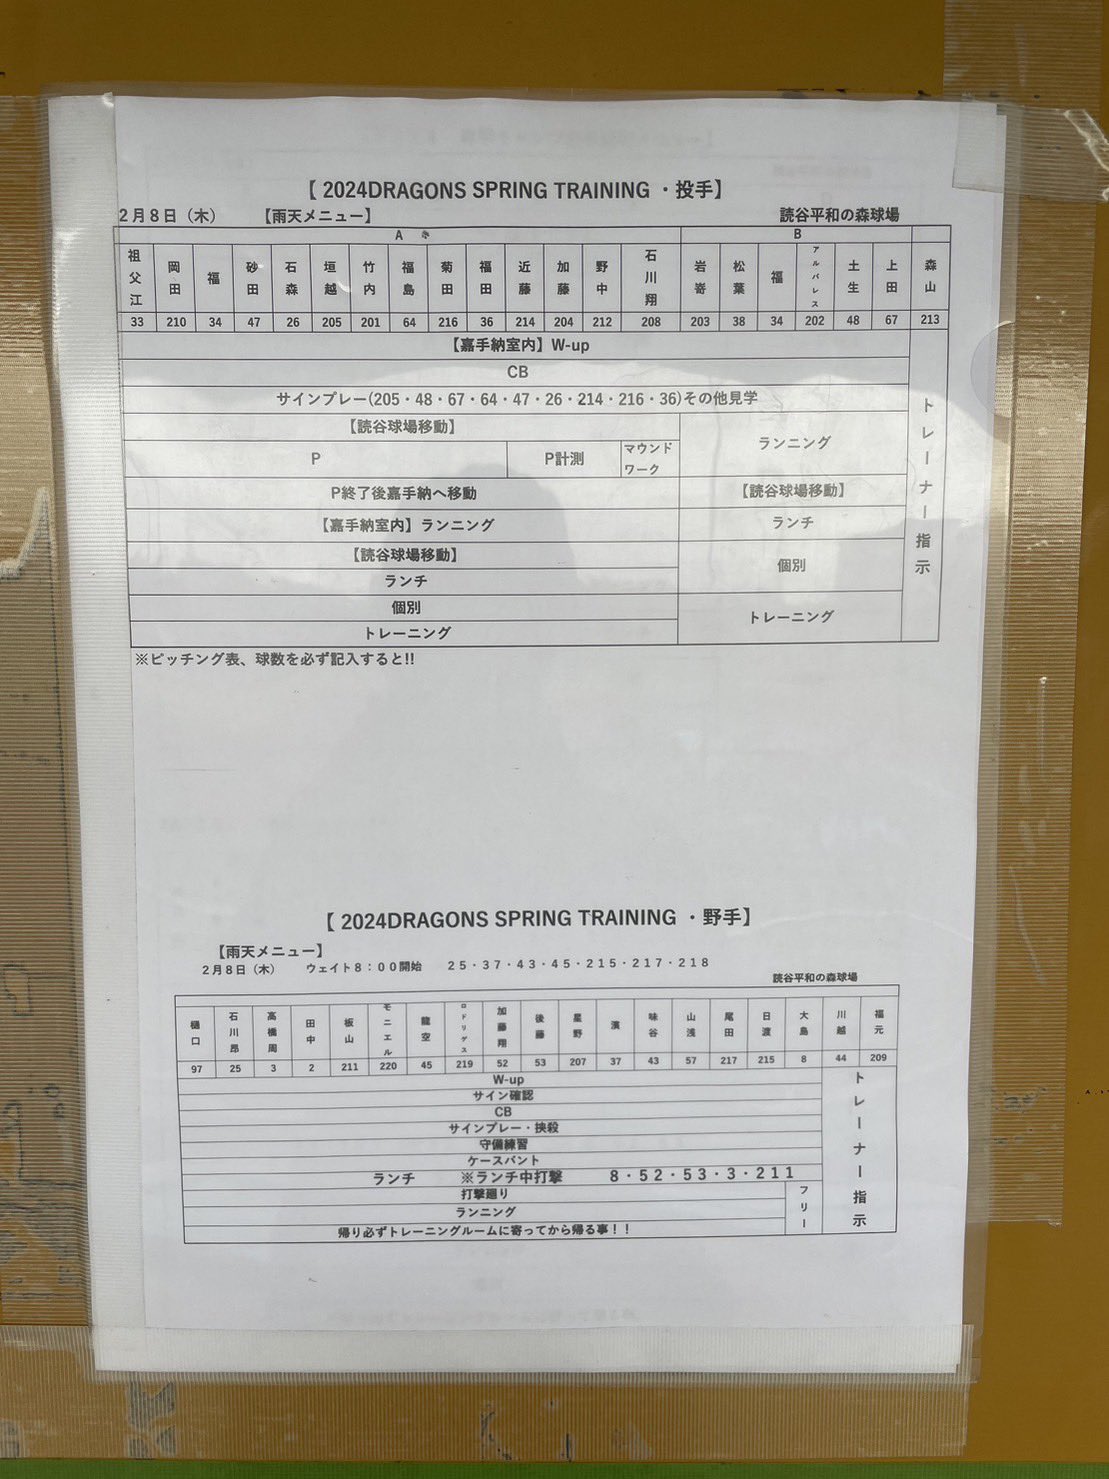 【 2024DRAGONS SPRING TRAINING ・投手】
2月8日（木） 【雨天メニュー】 読谷平和の森球場
A B
祖父江 岡田 福 砂田 石森 垣越 竹内 福島 菊田 福田 近藤 加藤 野中 石川翔 岩嵜 松葉 福 アルバレス 土生 上田 森山
33 210 34 47 26 205 201 64 216 36 214 204 212 208 203 38 34 202 48 67 213
【嘉手納室内】W-up
CB
サインプレー(205・48・67・64・47・26・214・216・36)その他見学
【読谷球場移動】 ランニング
P P計測 マウンドワーク
P終了後嘉手納へ移動 【読谷球場移動】
【嘉手納室内】ランニング ランチ
【読谷球場移動】 個別
ランチ
個別 トレーニング
トレーニング
トレーナー指示
※ピッチング表、球数を必ず記入すると!!
【 2024DRAGONS SPRING TRAINING ・野手】
【雨天メニュー】
2月8日（木） ウェイト8：00開始 25・37・43・45・215・217・218
読谷平和の森球場
樋口 石川昂 高橋周 田中 板山 モニエル 龍空 ロドリゲス 加藤翔 後藤 星野 濱 味谷 山浅 尾田 日渡 大島 川越 福元
97 25 3 2 211 220 45 219 52 53 207 37 43 57 217 215 8 44 209
W-up
サイン確認
CB
サインプレー・挟殺
守備練習
ケースバント
ランチ ※ランチ中打撃 8・52・53・3・211
打撃廻り
ランニング
帰り必ずトレーニングルームに寄ってから帰る事！！
フリー
トレーナー指示